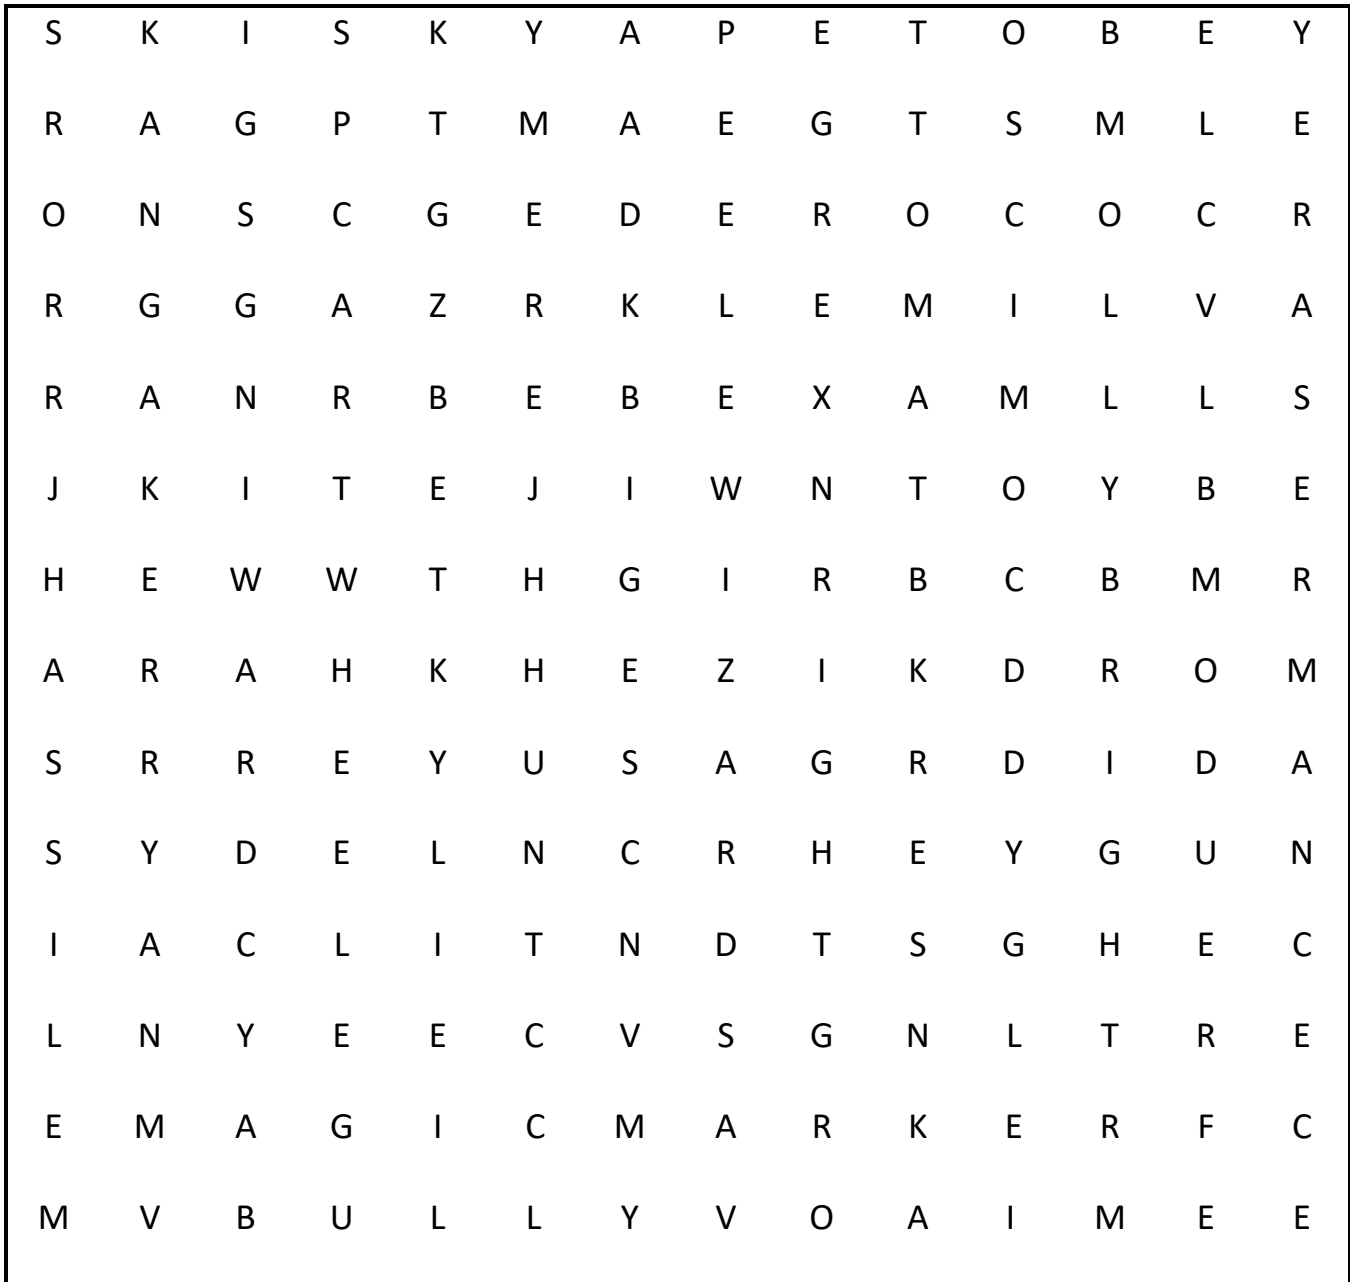 S K I S K Y A P E T O B E Y
R A G P T M A E G T S M L E
O N S C G E D E R O C O C R
R G G A Z R K L E M I L V A
R A N R B E B E X A M L L S
J K I T E J I W N T O Y B E
H E W W T H G I R B C B M R
A R A H K H E Z I K D R O M
S R R E Y U S A G R D I D A
S Y D E L N C R H E Y G U N
I A C L I T N D T S G H E C
L N Y E E C V S G N L T R E
E M A G I C M A R K E R F C
M V B U L L Y V O A I M E E